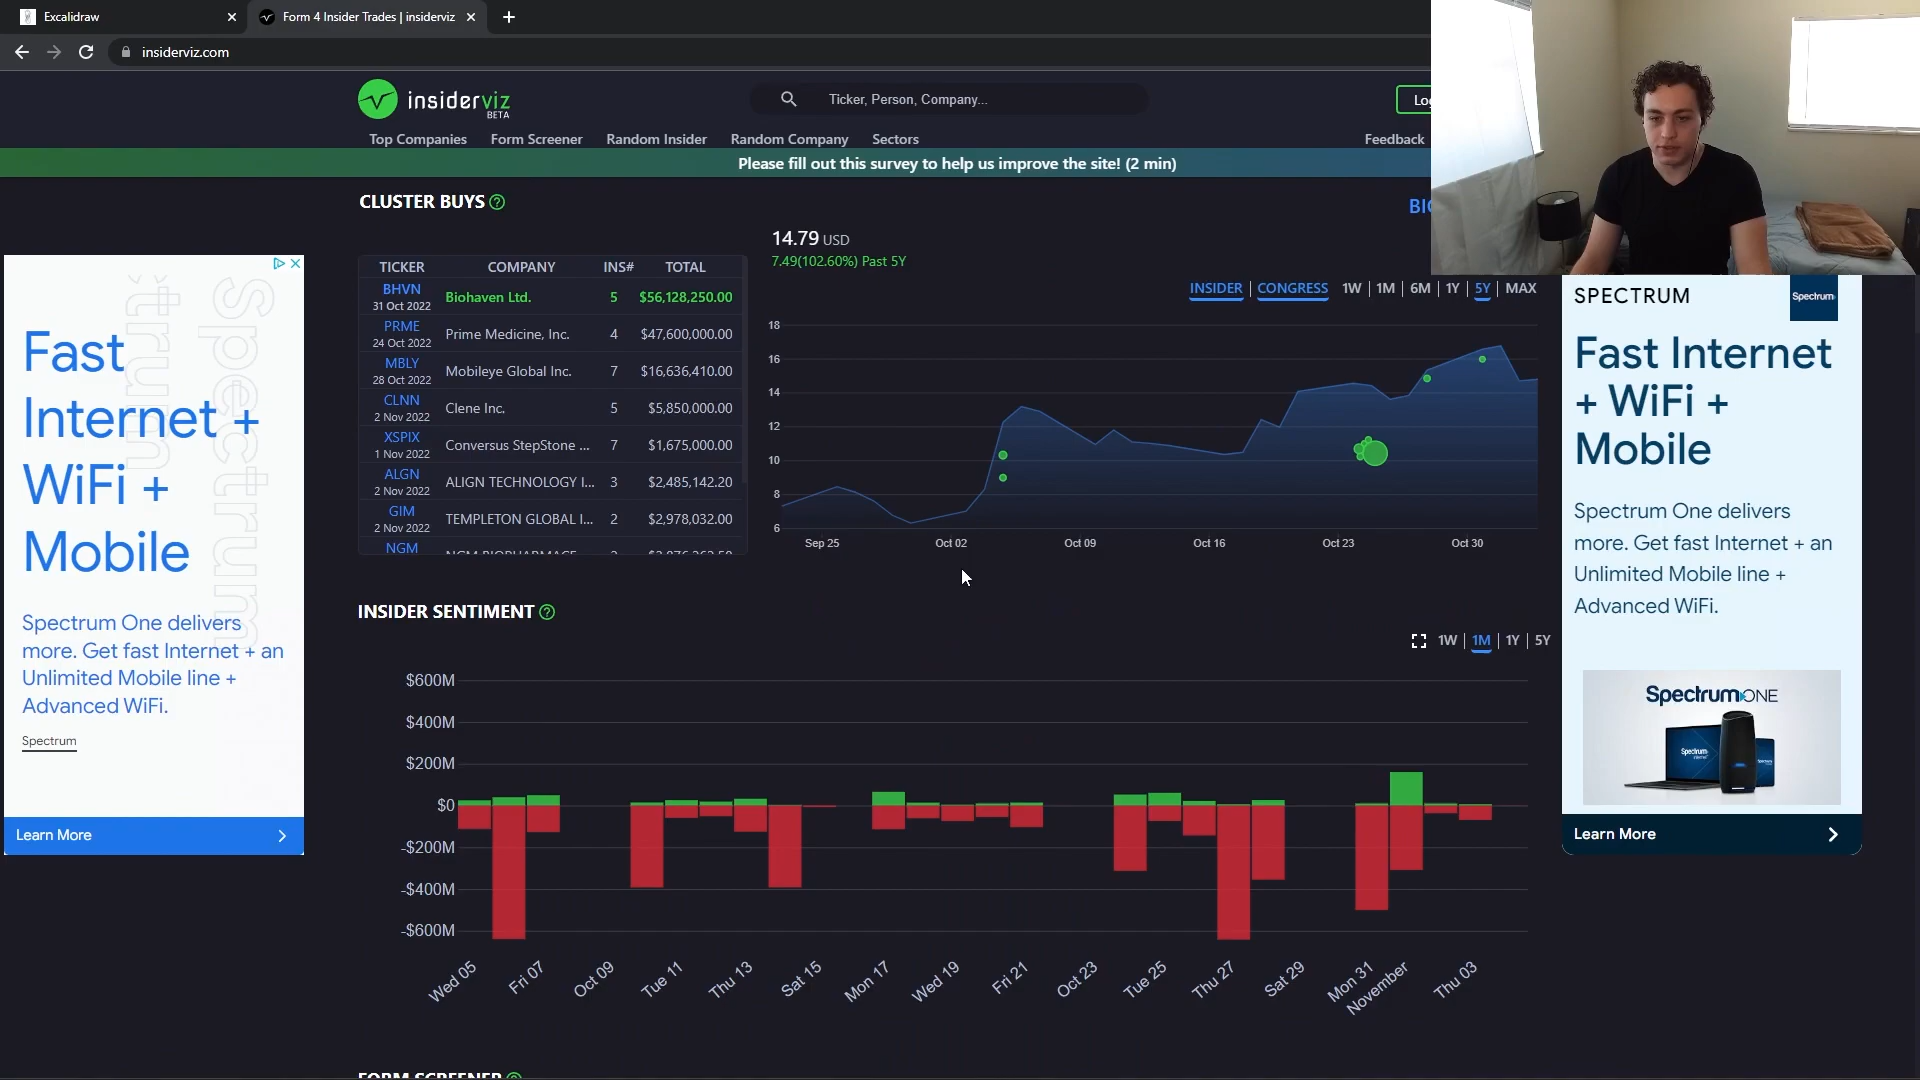 Excalidraw
Form 4 Insider Trades | insiderviz
insiderviz.com
insiderviz
BETA
Ticker, Person, Company...
Top Companies
Form Screener
Random Insider
Random Company
Sectors
Feedback
Please fill out this survey to help us improve the site! (2 min)
CLUSTER BUYS
14.79 USD
7.49(102.60%) Past 5Y
INSIDER | CONGRESS 1W | 1M | 6M | 1Y | 5Y | MAX
TICKER COMPANY INS# TOTAL
BHVN
31 Oct 2022
Biohaven Ltd. 5 $56,128,250.00
PRME
24 Oct 2022
Prime Medicine, Inc. 4 $47,600,000.00
MBLY
28 Oct 2022
Mobileye Global Inc. 7 $16,636,410.00
CLNN
2 Nov 2022
Clene Inc. 5 $5,850,000.00
XSPIX
1 Nov 2022
Conversus StepStone ... 7 $1,675,000.00
ALGN
2 Nov 2022
ALIGN TECHNOLOGY I... 3 $2,485,142.20
GIM
2 Nov 2022
TEMPLETON GLOBAL I... 2 $2,978,032.00
NGM
18
16
14
12
10
8
6
Sep 25 Oct 02 Oct 09 Oct 16 Oct 23 Oct 30
INSIDER SENTIMENT
1W | 1M | 1Y | 5Y
$600M
$400M
$200M
$0
-$200M
-$400M
-$600M
Wed 05 Fri 07 Oct 09 Tue 11 Thu 13 Sat 15 Mon 17 Wed 19 Fri 21 Oct 23 Tue 25 Thu 27 Sat 29 Mon 31 November Thu 03
FORM SCREENER
Spectrum
Fast
Internet +
WiFi +
Mobile
Spectrum One delivers
more. Get fast Internet + an
Unlimited Mobile line +
Advanced WiFi.
Spectrum
Learn More
SPECTRUM
Spectrum
Fast Internet
+ WiFi +
Mobile
Spectrum One delivers
more. Get fast Internet + an
Unlimited Mobile line +
Advanced WiFi.
Spectrum ONE
Spectrum
Learn More